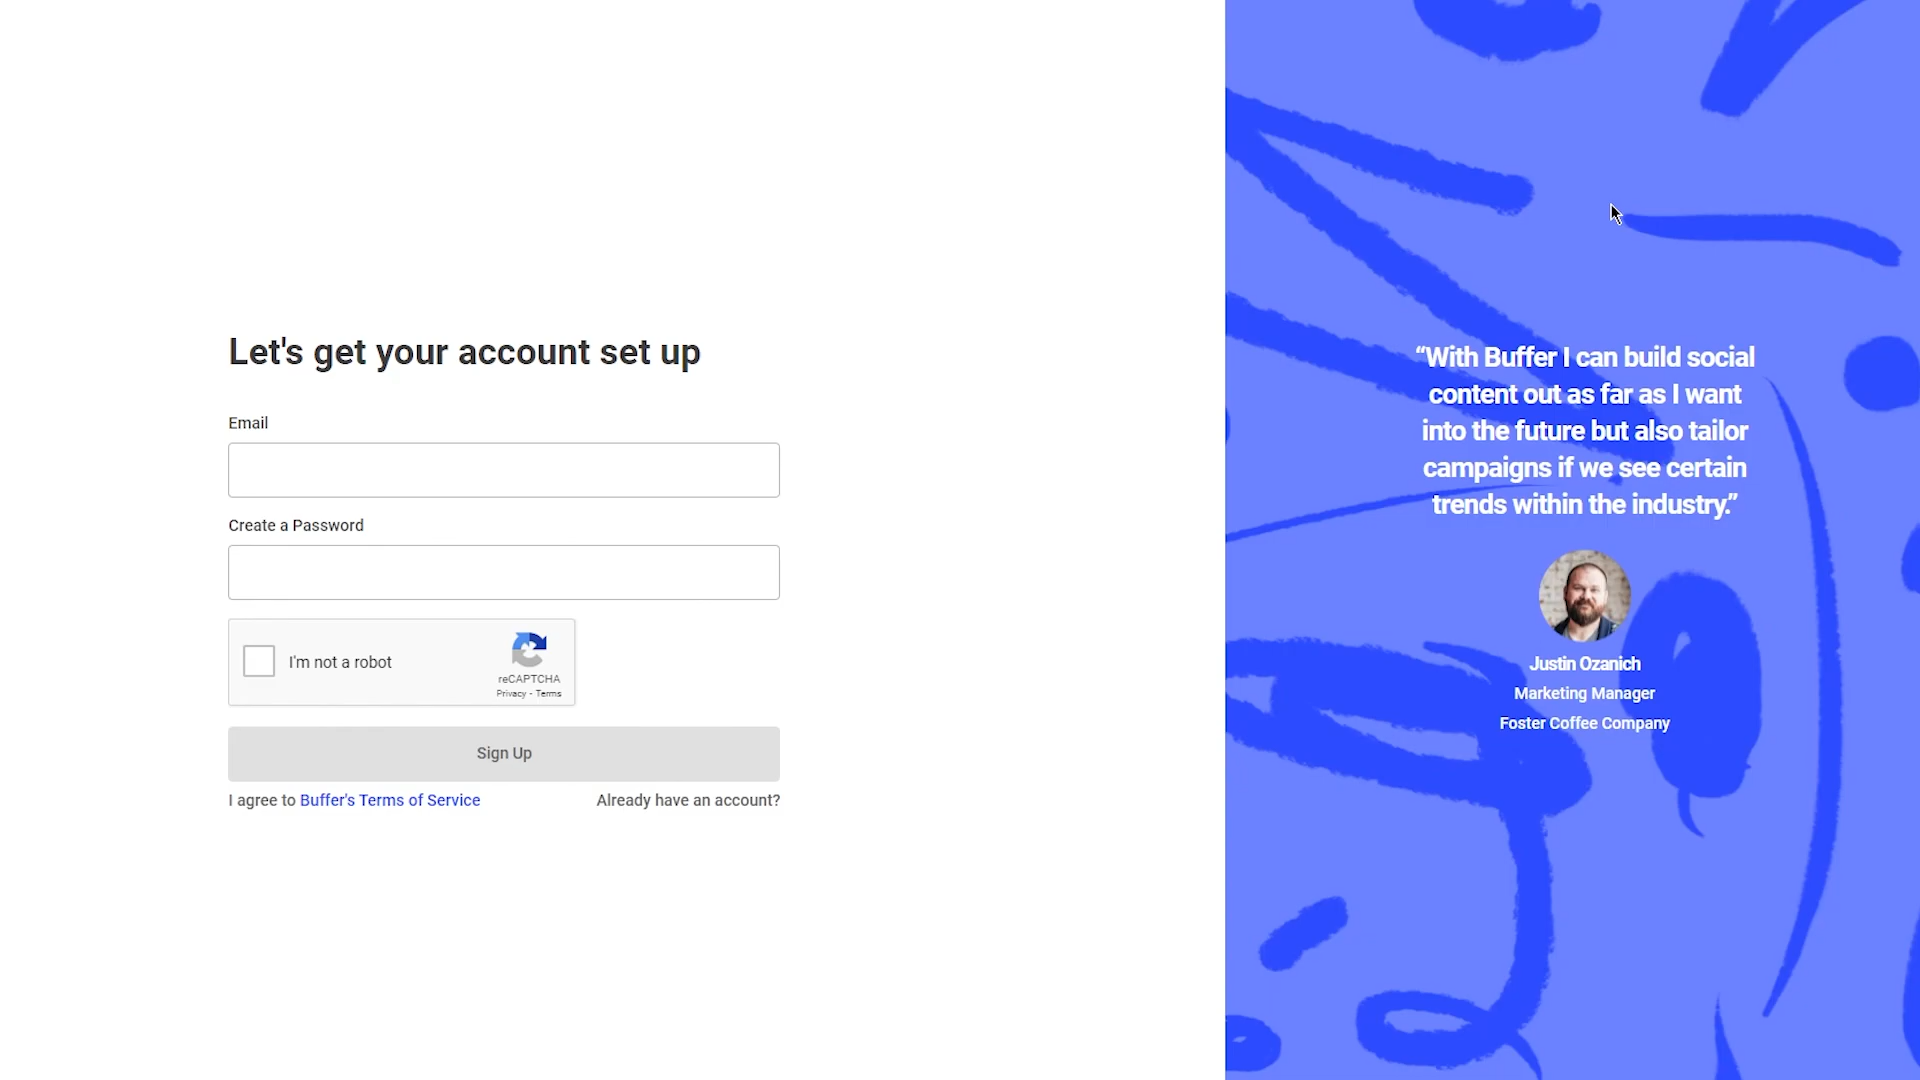 Let's get your account set up
Email
Create a Password
I'm not a robot
reCAPTCHA
Privacy - Terms
Sign Up
I agree to Buffer's Terms of Service
Already have an account?
“With Buffer I can build social
content out as far as I want
into the future but also tailor
campaigns if we see certain
trends within the industry.”
Justin Ozanich
Marketing Manager
Foster Coffee Company